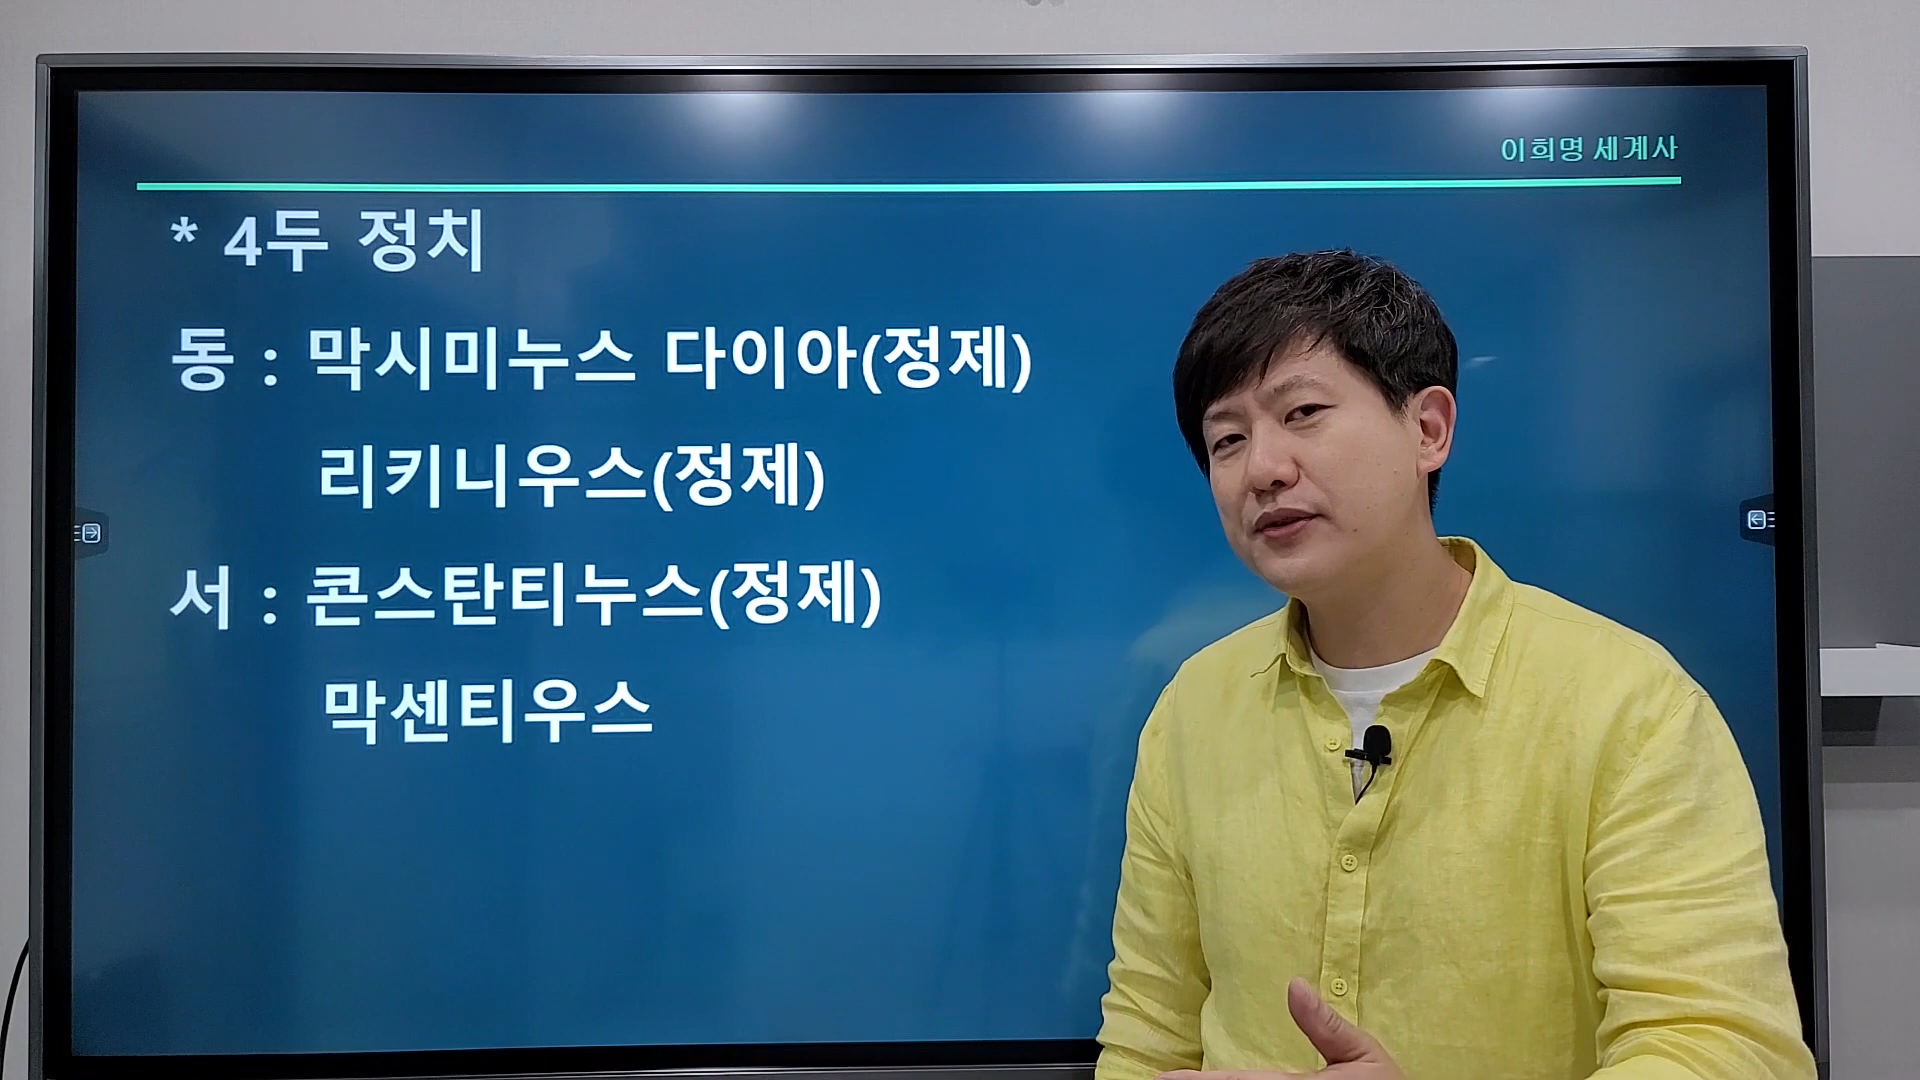 이희명 세계사
* 4두 정치
동 : 막시미누스 다이아(정제)
리키니우스(정제)
서 : 콘스탄티누스(정제)
막센티우스